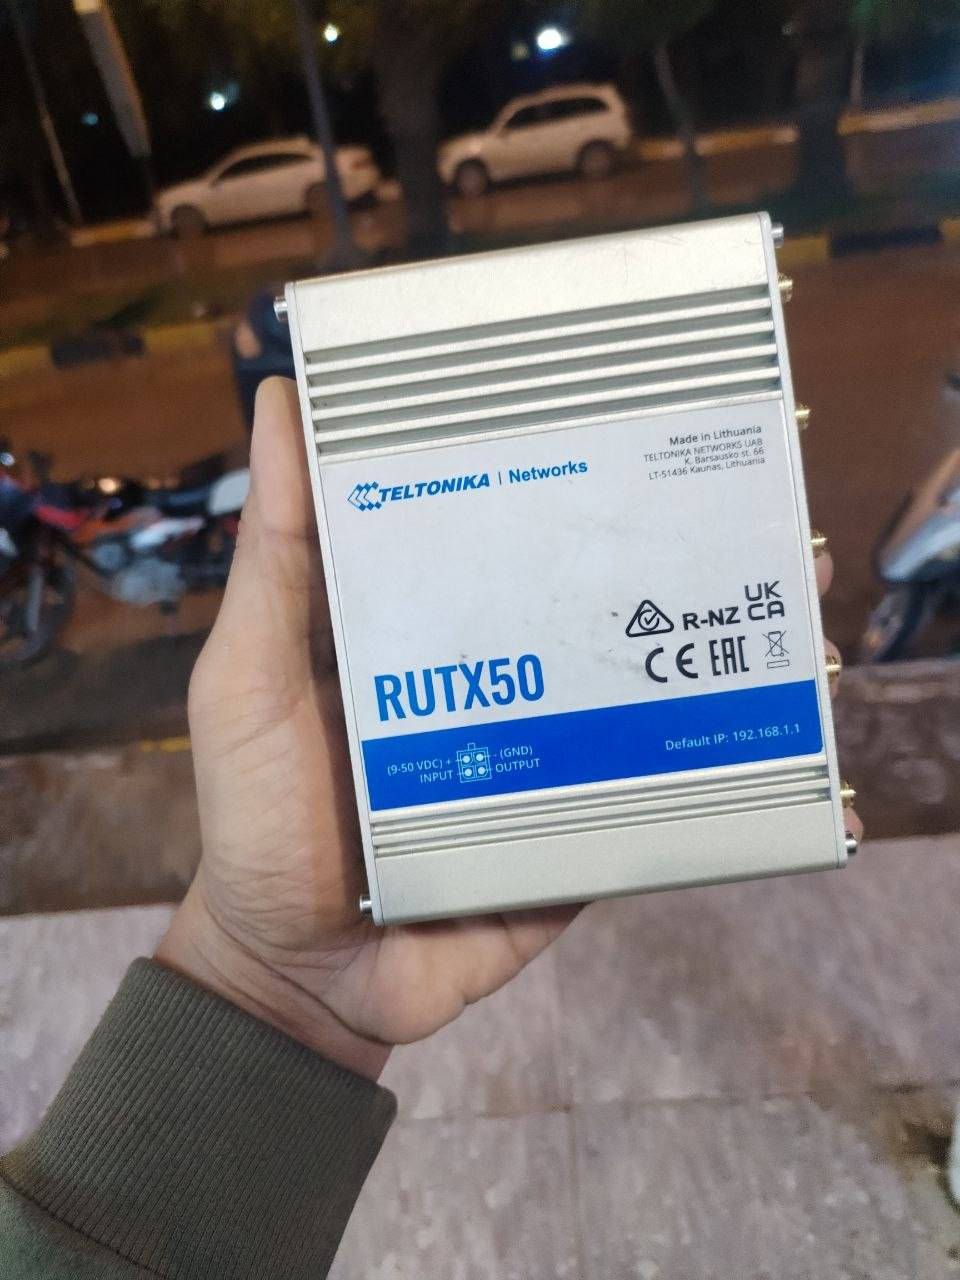 Made in Lithuania
TELTONIKA NETWORKS UAB
K. Barsausko st. 66
LT-51436 Kaunas, Lithuania
TELTONIKA | Networks
UK
CA
R-NZ
CE EAC
RUTX50
(9-50 VDC) + - (GND)
INPUT OUTPUT
Default IP: 192.168.1.1